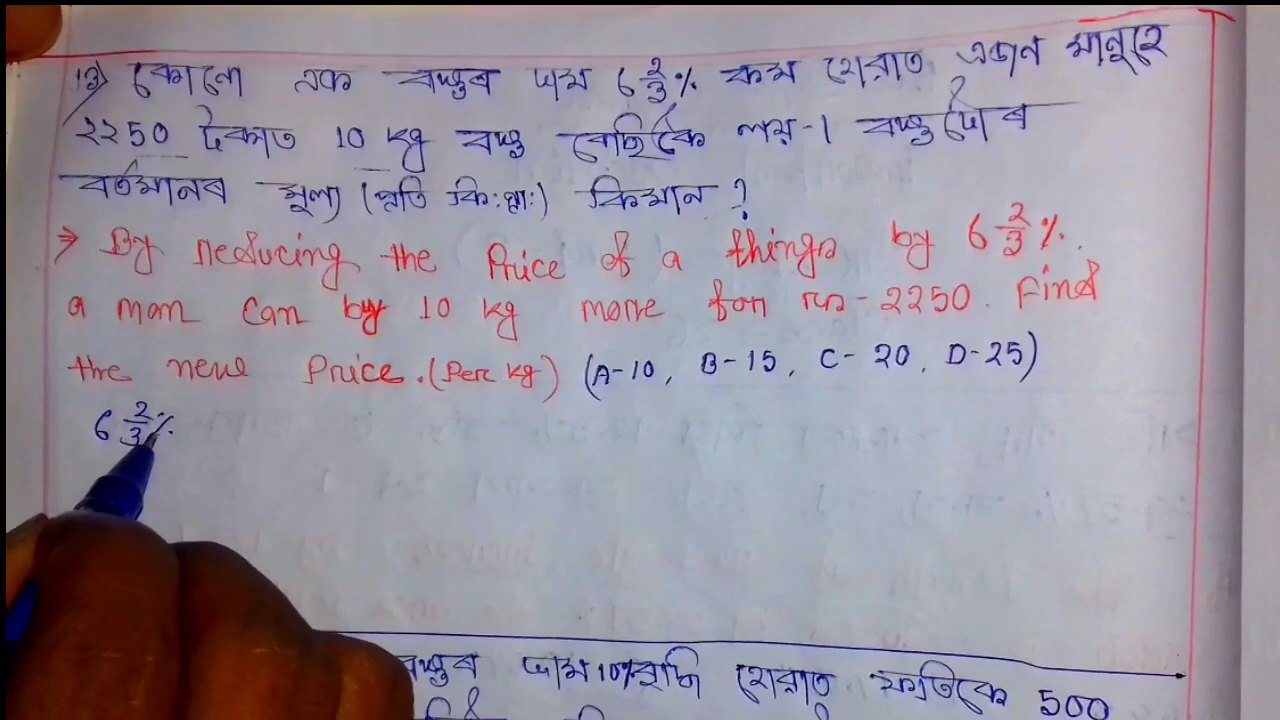 13) কোনো এক বস্তুৰ দাম 6 2/3% কম হোৱাত এজন মানুহে
2250 টকাত 10 kg বস্তু বেছিকৈ লয়-। বস্তুটোৰ
বৰ্তমানৰ মূল্য (প্ৰতি কি:গ্ৰা:) কিমান ?
⇒ By Reducing the Price of a things by 6 2/3 %.
a man can by 10 kg more for rs - 2250. Find
the new Price. (Per kg) (A-10, B-15, C- 20, D-25)
6 2/3 %
বস্তুৰ দাম 10% বৃদ্ধি হোৱাত 500